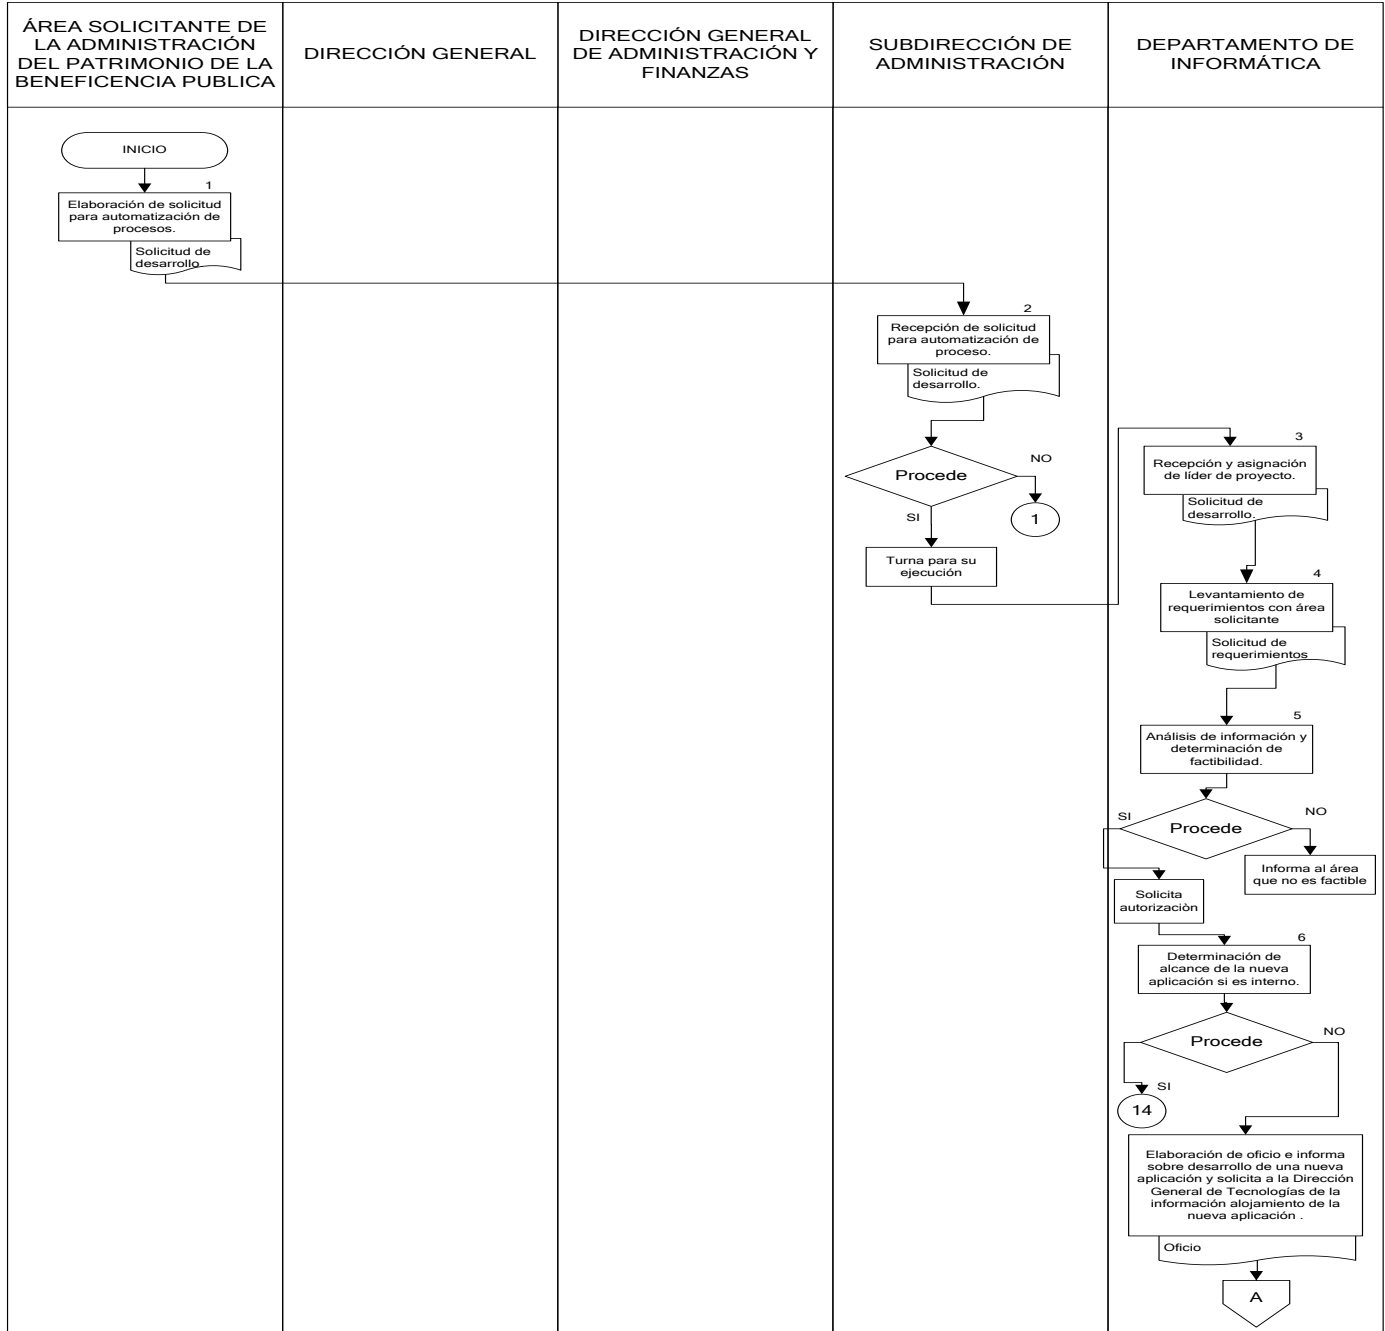 ÁREA SOLICITANTE DE
LA ADMINISTRACIÓN
DEL PATRIMONIO DE LA
BENEFICENCIA PUBLICA
DIRECCIÓN GENERAL
DIRECCIÓN GENERAL
DE ADMINISTRACIÓN Y
FINANZAS
SUBDIRECCIÓN DE
ADMINISTRACIÓN
DEPARTAMENTO DE
INFORMÁTICA
INICIO
1
Elaboración de solicitud
para automatización de
procesos.
Solicitud de
desarrollo.
2
Recepción de solicitud
para automatización de
proceso.
Solicitud de
desarrollo.
Procede
NO
1
SI
Turna para su
ejecución
3
Recepción y asignación
de líder de proyecto.
Solicitud de
desarrollo.
4
Levantamiento de
requerimientos con área
solicitante
Solicitud de
requerimientos
5
Análisis de información y
determinación de
factibilidad.
SI
Procede
NO
Informa al área
que no es factible
Solicita
autorizaciòn
6
Determinación de
alcance de la nueva
aplicación si es interno.
Procede
NO
SI
14
Elaboración de oficio e informa
sobre desarrollo de una nueva
aplicación y solicita a la Dirección
General de Tecnologías de la
información alojamiento de la
nueva aplicación .
Oficio
A